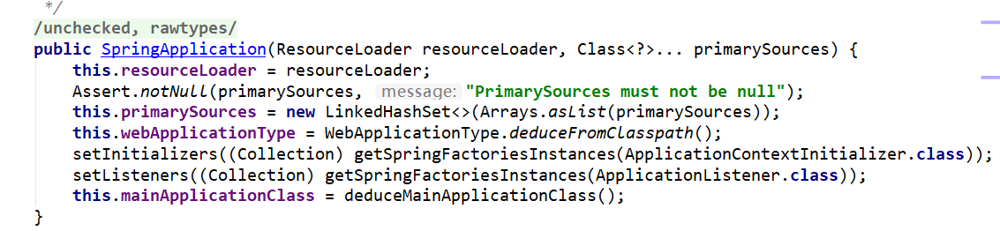 */
/unchecked, rawtypes/
public SpringApplication(ResourceLoader resourceLoader, Class<?>... primarySources) {
    this.resourceLoader = resourceLoader;
    Assert.notNull(primarySources, message: "PrimarySources must not be null");
    this.primarySources = new LinkedHashSet<>(Arrays.asList(primarySources));
    this.webApplicationType = WebApplicationType.deduceFromClasspath();
    setInitializers((Collection) getSpringFactoriesInstances(ApplicationContextInitializer.class));
    setListeners((Collection) getSpringFactoriesInstances(ApplicationListener.class));
    this.mainApplicationClass = deduceMainApplicationClass();
}